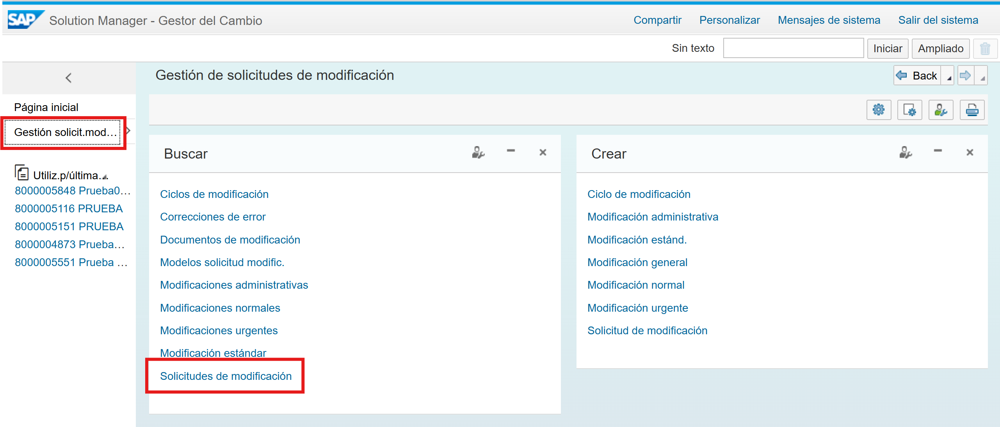 SAP Solution Manager - Gestor del Cambio
Compartir Personalizar Mensajes de sistema Salir del sistema
Sin texto Iniciar Ampliado
Gestión de solicitudes de modificación
Back
Página inicial
Gestión solicit.mod...
Utiliz.p/última...
8000005848 Prueba0...
8000005116 PRUEBA
8000005151 PRUEBA
8000004873 Prueba...
8000005551 Prueba ...
Buscar
Ciclos de modificación
Correcciones de error
Documentos de modificación
Modelos solicitud modific.
Modificaciones administrativas
Modificaciones normales
Modificaciones urgentes
Modificación estándar
Solicitudes de modificación
Crear
Ciclo de modificación
Modificación administrativa
Modificación estánd.
Modificación general
Modificación normal
Modificación urgente
Solicitud de modificación